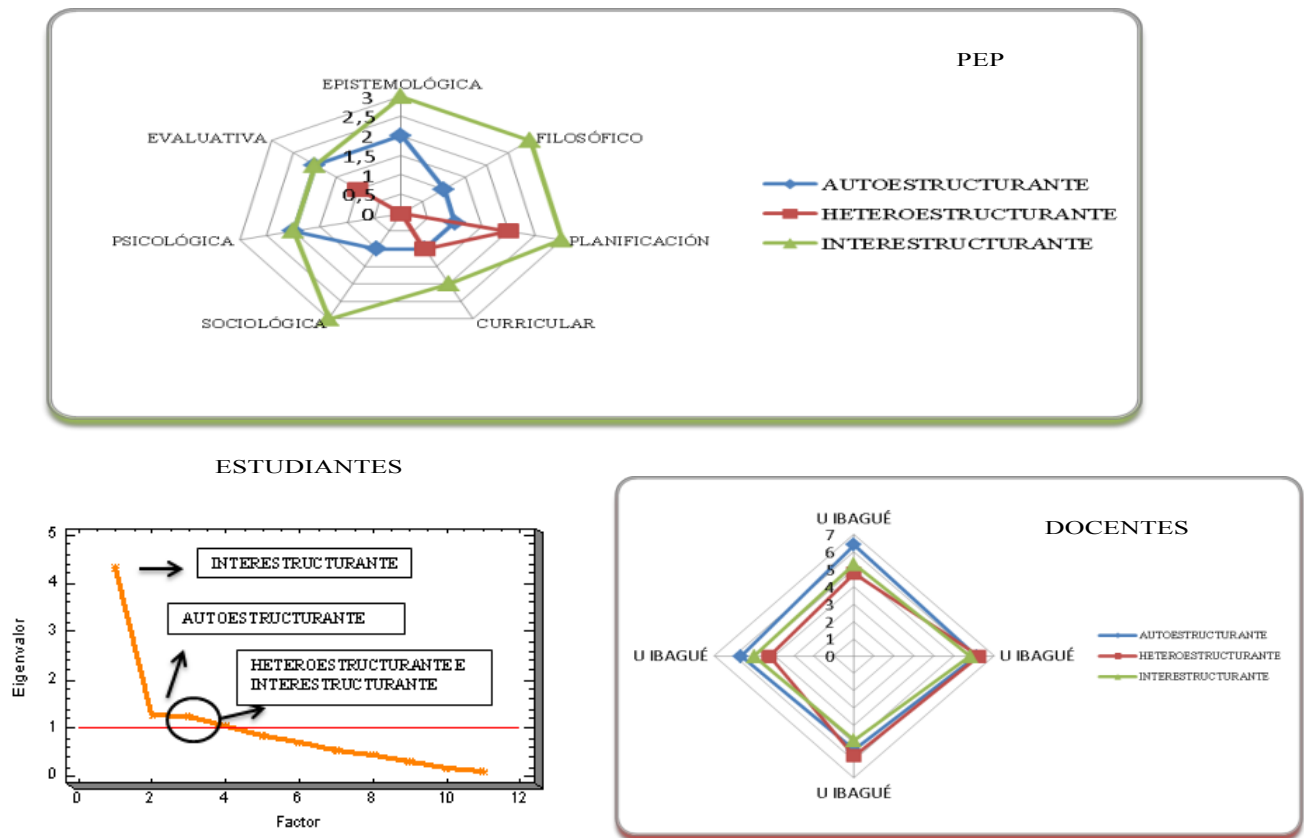 PEP
EPISTEMOLÓGICA
3
2,5
2
1,5
1
0,5
0
EVALUATIVA
FILOSÓFICO
PSICOLÓGICA
PLANIFICACIÓN
SOCIOLÓGICA
CURRICULAR
AUTOESTRUCTURANTE
HETEROESTRUCTURANTE
INTERESTRUCTURANTE
ESTUDIANTES
5
4
3
2
1
0
Eigenvalor
INTERESTRUCTURANTE
AUTOESTRUCTURANTE
HETEROESTRUCTURANTE E
INTERESTRUCTURANTE
0 2 4 6 8 10 12
Factor
DOCENTES
U IBAGUÉ
7
6
5
4
3
2
1
0
U IBAGUÉ
U IBAGUÉ
U IBAGUÉ
AUTOESTRUCTURANTE
HETEROESTRUCTURANTE
INTERESTRUCTURANTE